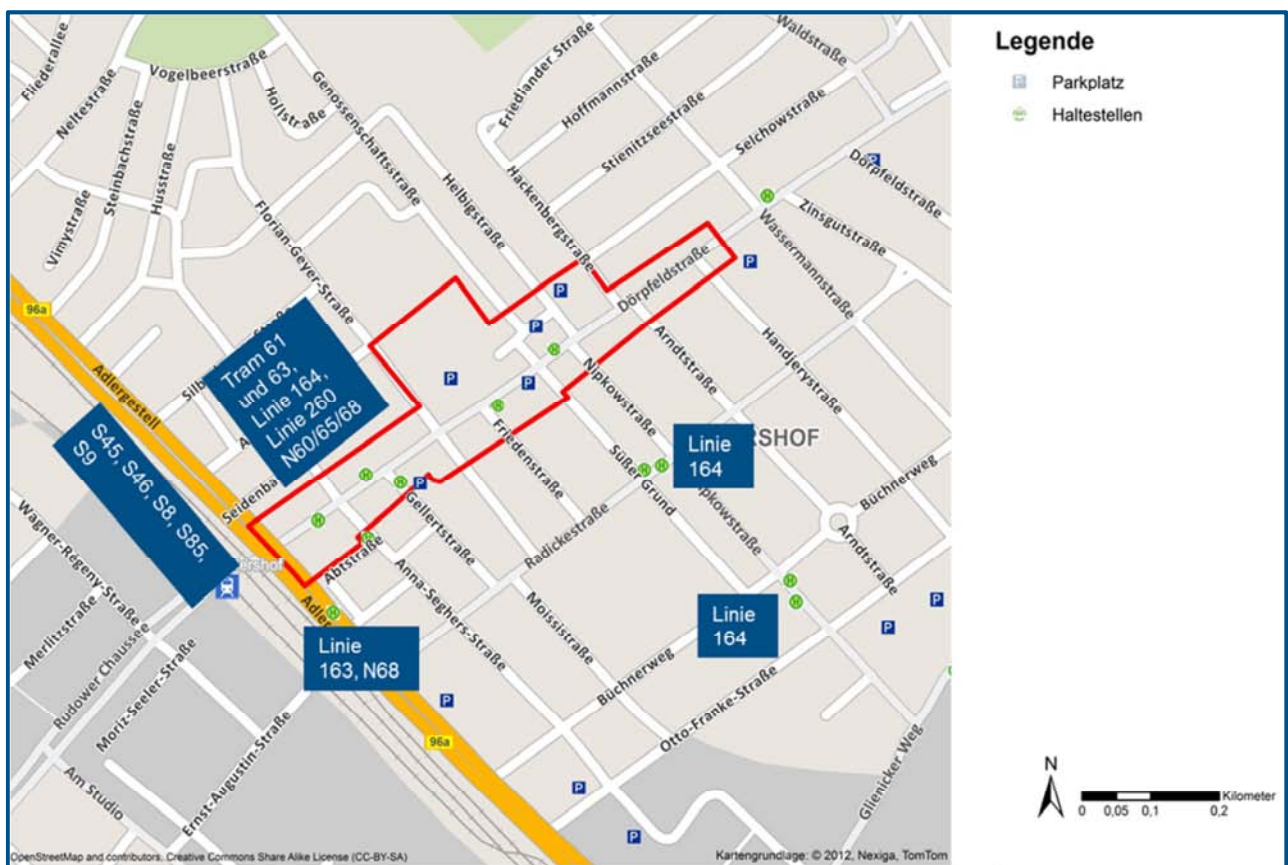 Legende
Parkplatz
Haltestellen
Waldstraße
Friedlander Straße
Friederallee
Vogelbeerstraße
Neltestraße
Hollstraße
Genossenschaftsstraße
Hoffmannstraße
Stienitzseestraße
Selchowstraße
Dörpfeldstraße
Steinbachstraße
Husstraße
Helbigstraße
Hackenbergstraße
Zinsgutstraße
Wassermannstraße
Vimystraße
Florian-Geyer-Straße
Dörpfeldstraße
96a
Adlergestell
Tram 61
und 63,
Linie 164,
Linie 260
N60/65/68
Arndtstraße
Handjerystraße
Nipkowstraße
S45, S46, S8, S85,
S9
Friedenstraße
Süßer Grund
Linie
164
ERSHOF
Büchnerweg
Gellertstraße
Radickestraße
Nipkowstraße
Arndtstraße
Wagner-Régeny-Straße
Abtstraße
Anna-Seghers-Straße
Moissistraße
Merlitzstraße
Rudower Chaussee
Moriz-Seeler-Straße
Linie
163, N68
Linie
164
Büchnerweg
Otto-Franke-Straße
96a
Ernst-Augustin-Straße
Am Studio
Glienicker Weg
N
Kilometer
0 0,05 0,1 0,2
OpenStreetMap and contributors, Creative Commons Share Alike License (CC-BY-SA)
Kartengrundlage: © 2012, Nexiga, TomTom